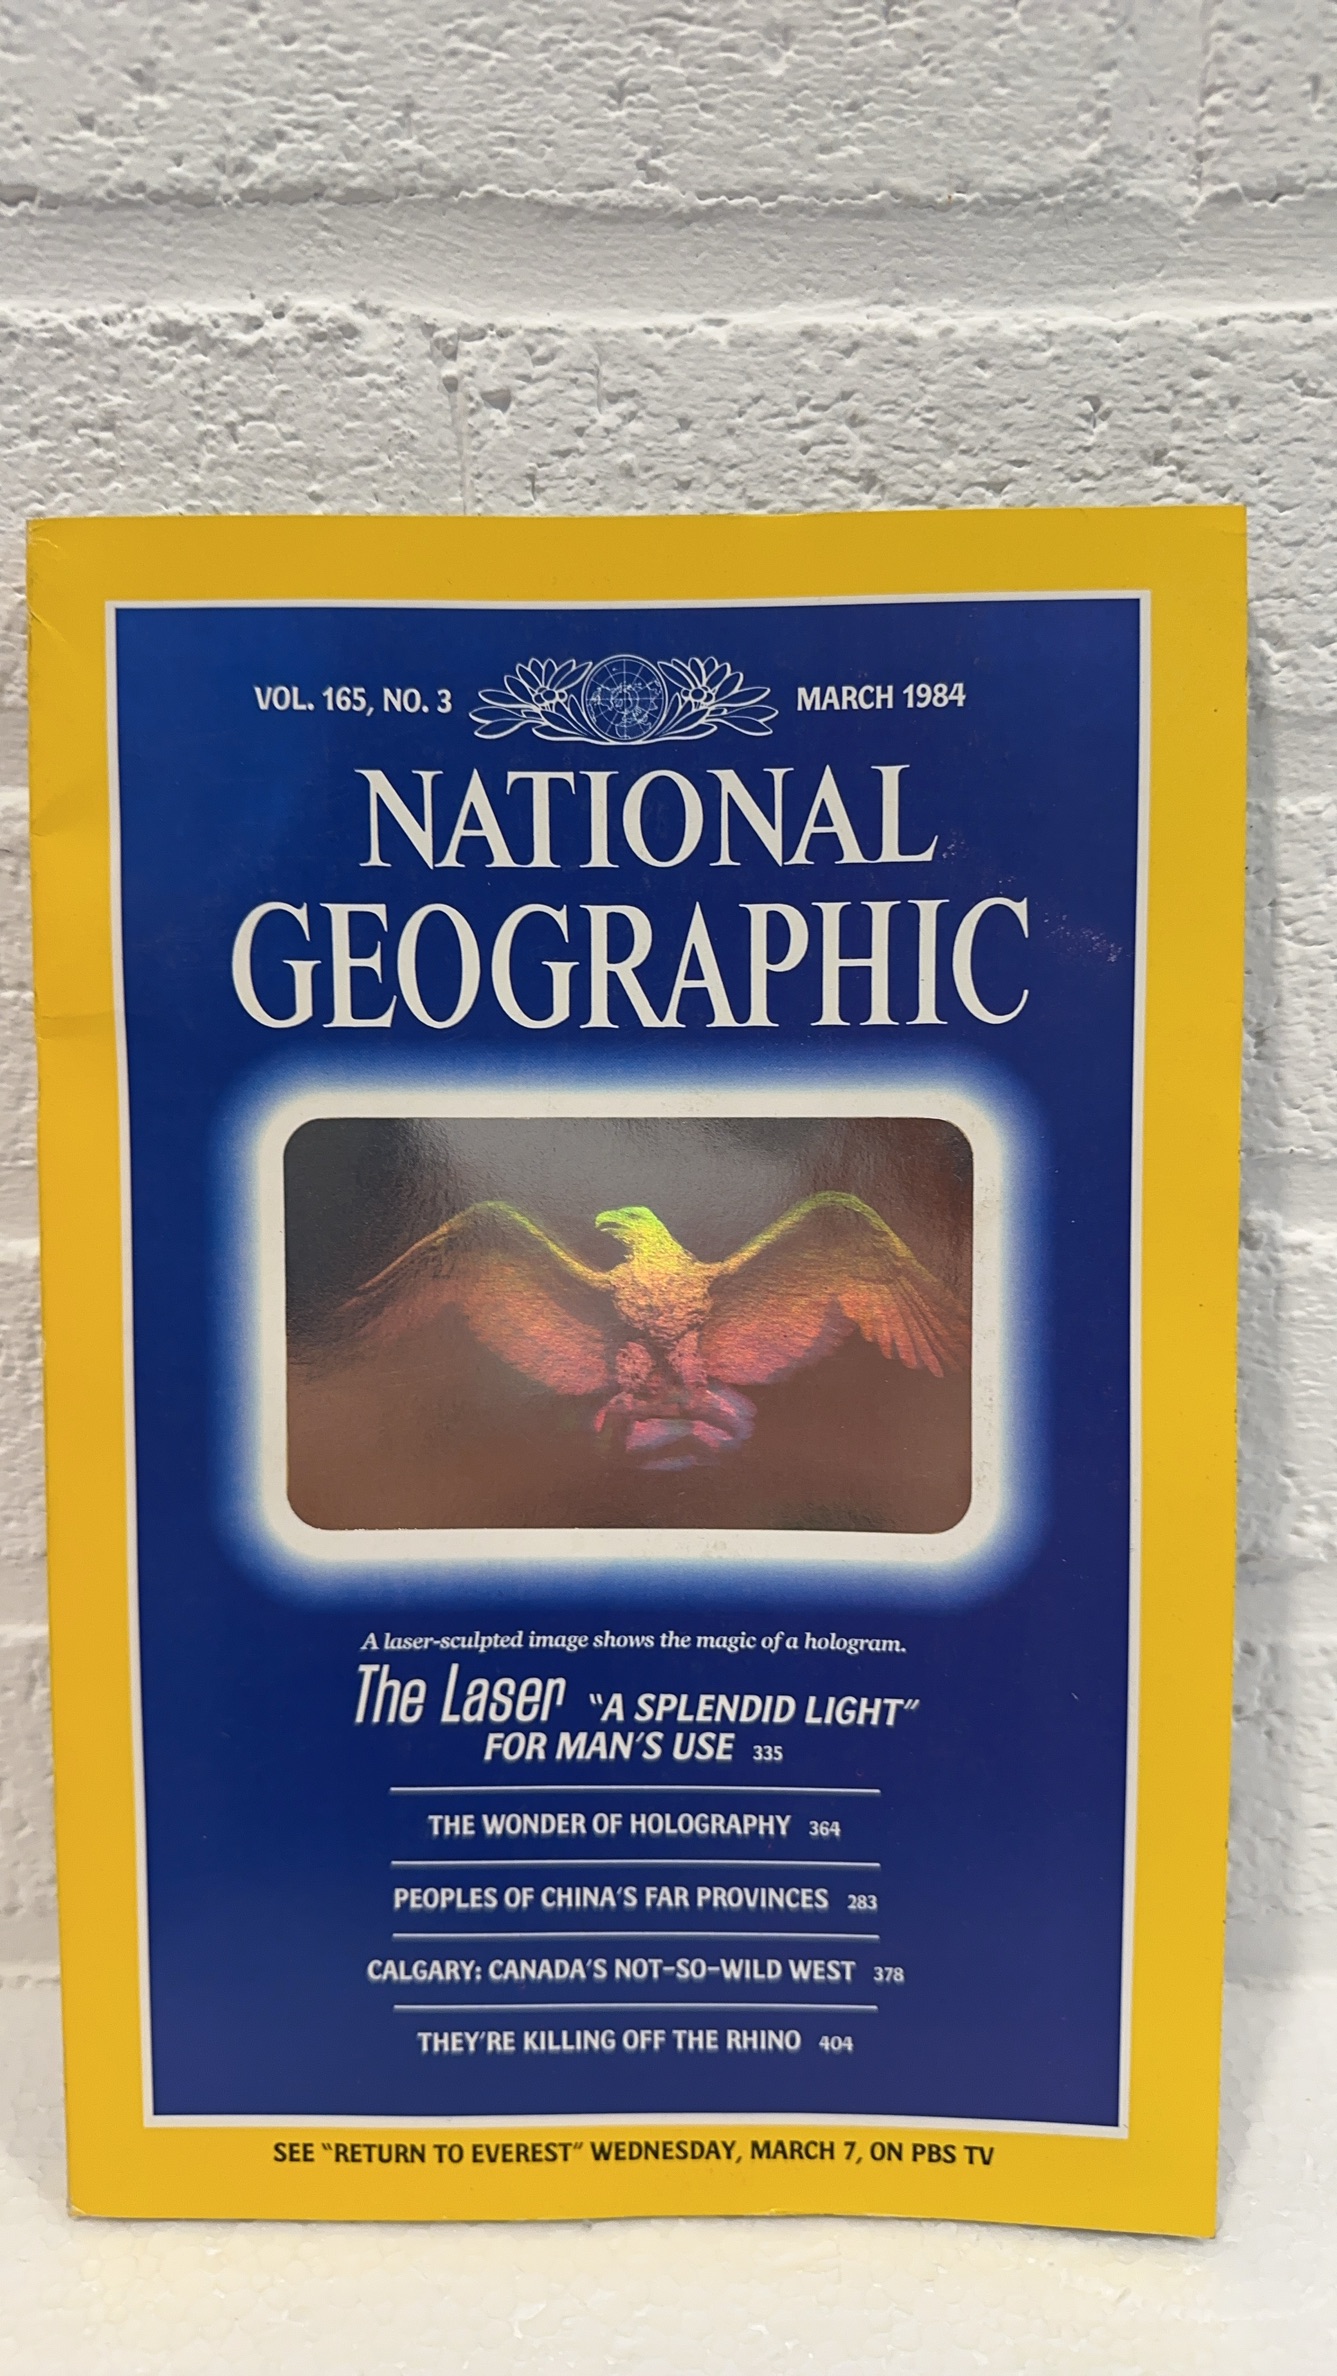 VOL. 165, NO. 3
MARCH 1984
NATIONAL
GEOGRAPHIC
A laser-sculpted image shows the magic of a hologram.
The Laser "A SPLENDID LIGHT"
FOR MAN'S USE 335
THE WONDER OF HOLOGRAPHY 364
PEOPLES OF CHINA'S FAR PROVINCES 283
CALGARY: CANADA'S NOT-SO-WILD WEST 378
THEY'RE KILLING OFF THE RHINO 404
SEE "RETURN TO EVEREST" WEDNESDAY, MARCH 7, ON PBS TV